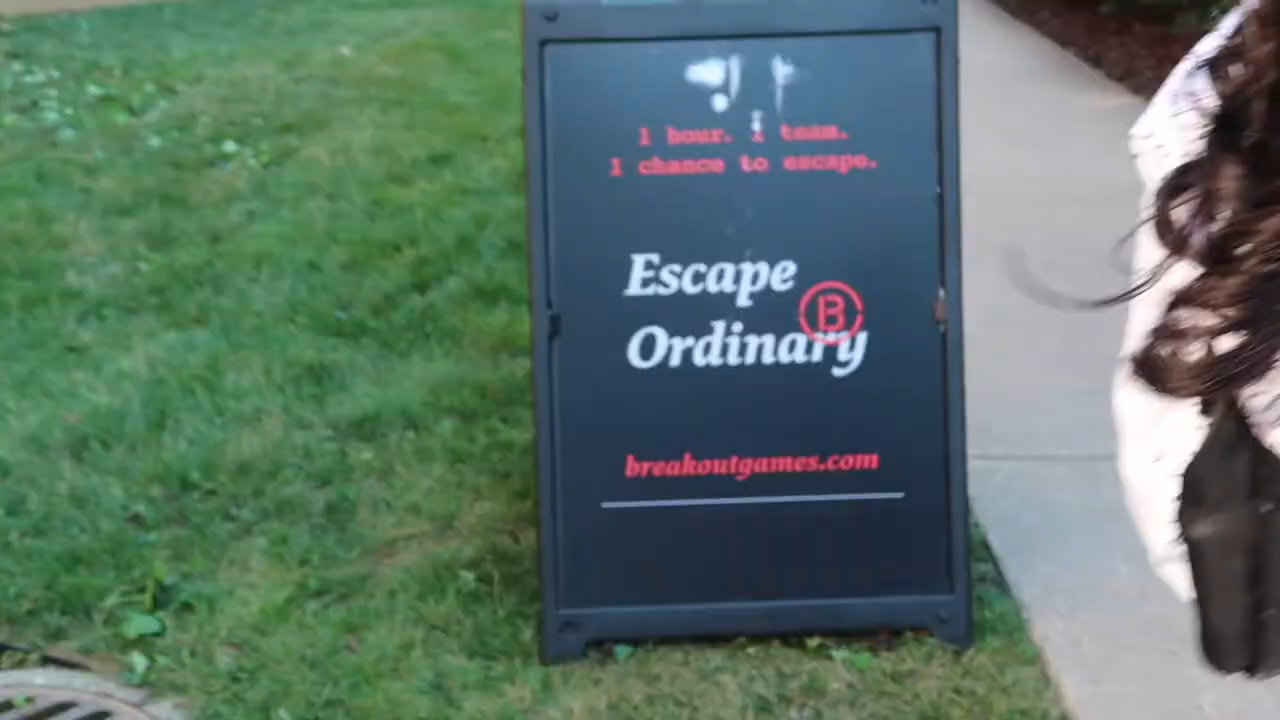 1 hour. 1 team.
1 chance to escape.
Escape
B
Ordinary
breakoutgames.com